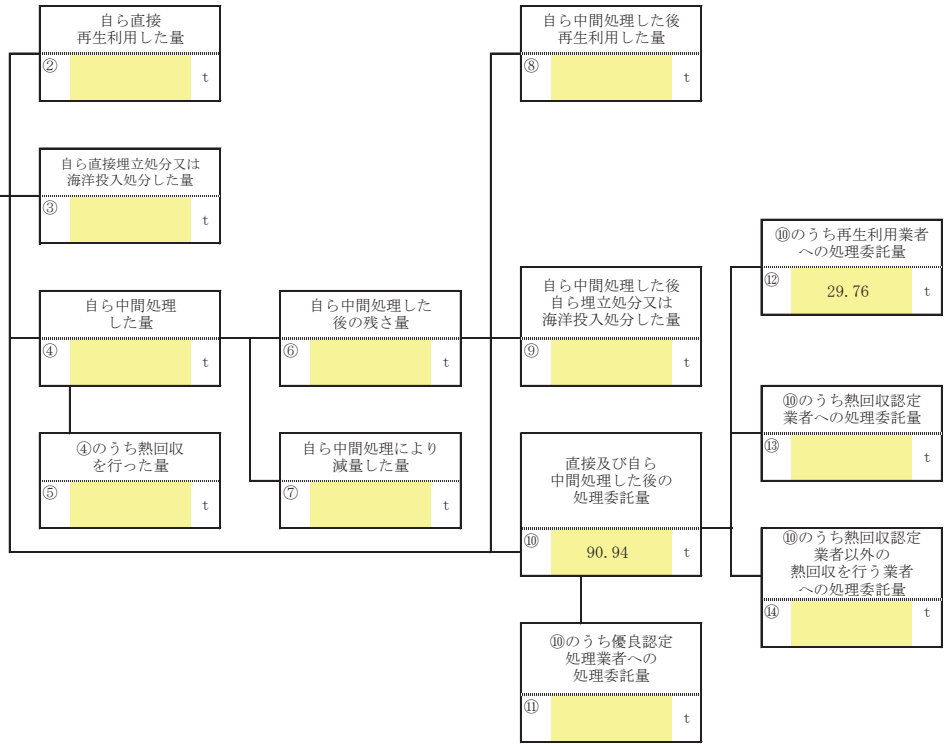 自ら直接
再生利用した量
②
t
自ら直接埋立処分又は
海洋投入処分した量
③
t
自ら中間処理
した量
④
t
④のうち熱回収
を行った量
⑤
t
自ら中間処理した
後の残さ量
⑥
t
自ら中間処理により
減量した量
⑦
t
自ら中間処理した後
再生利用した量
⑧
t
自ら中間処理した後
自ら埋立処分又は
海洋投入処分した量
⑨
t
直接及び自ら
中間処理した後の
処理委託量
⑩ 90.94 t
⑩のうち優良認定
処理業者への
処理委託量
⑪
t
⑩のうち再生利用業者
への処理委託量
⑫ 29.76 t
⑩のうち熱回収認定
業者への処理委託量
⑬
t
⑩のうち熱回収認定
業者以外の
熱回収を行う業者
への処理委託量
⑭
t